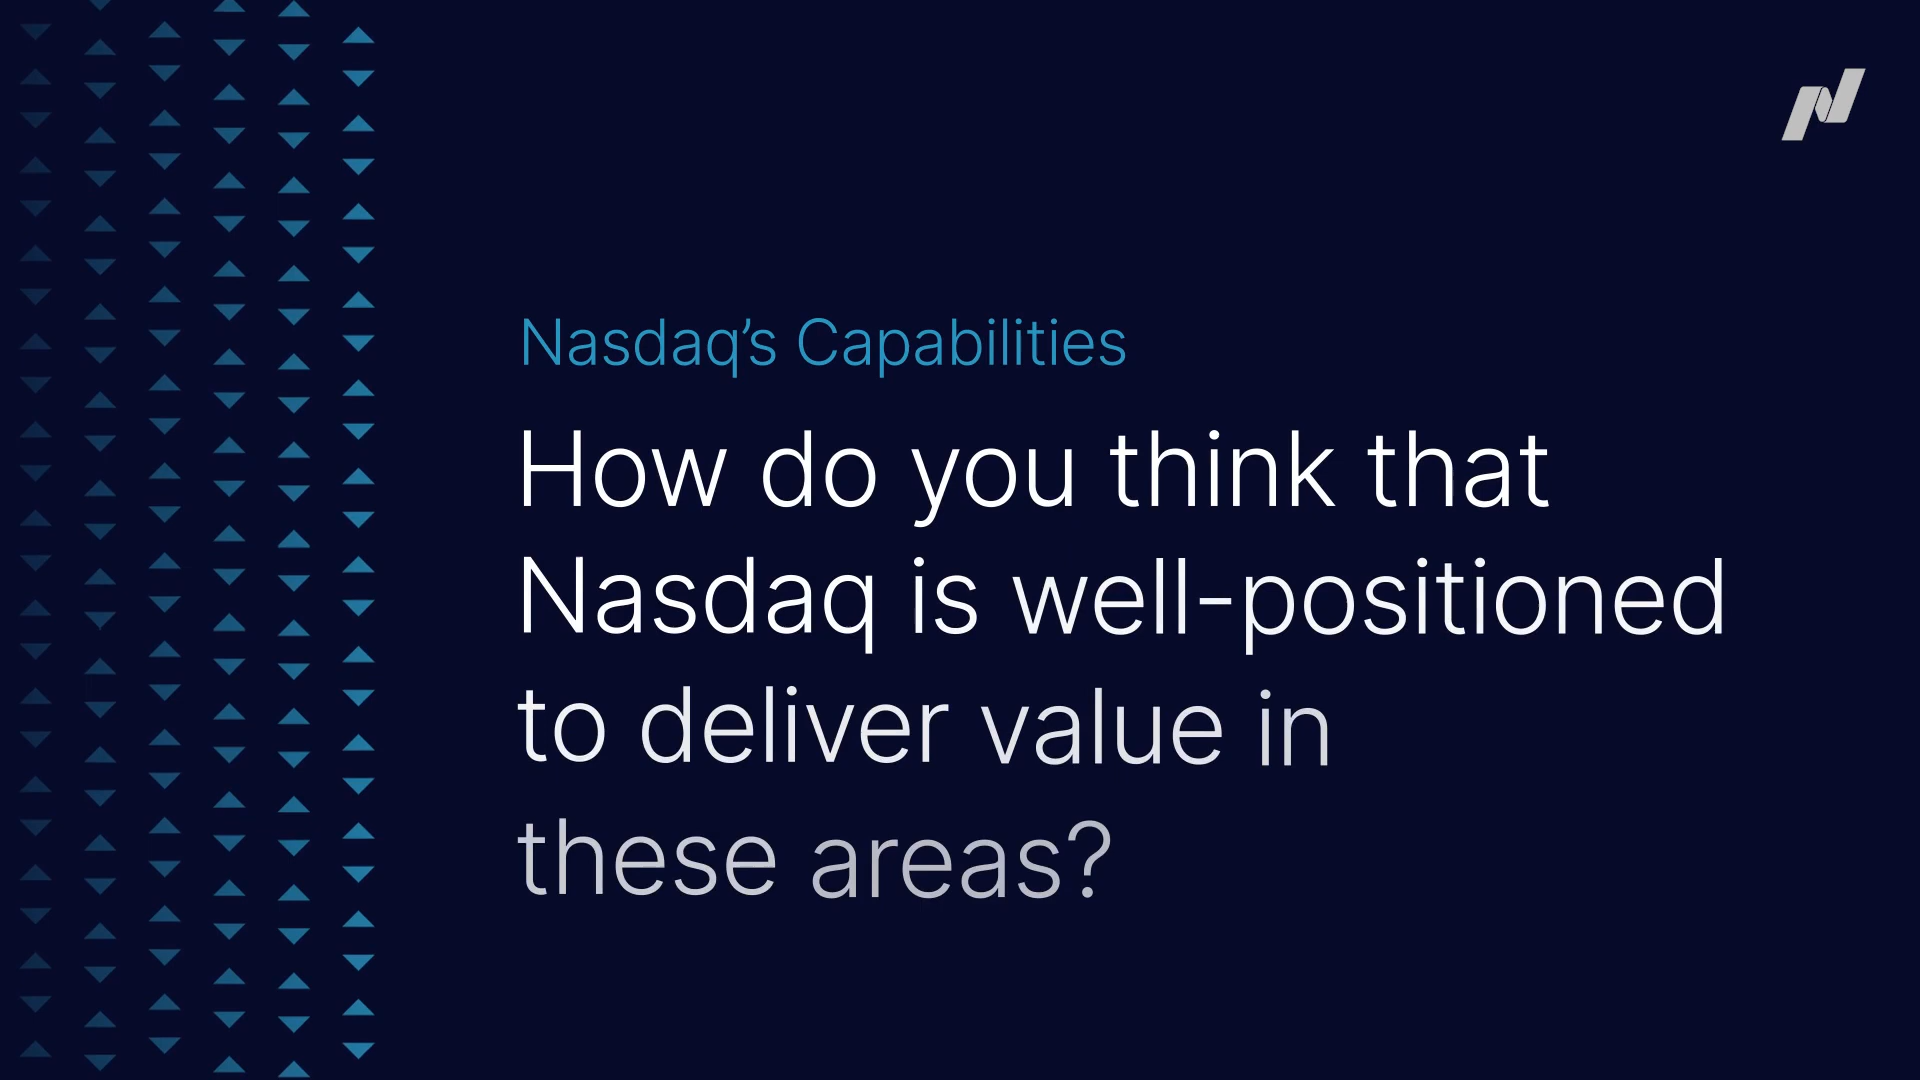 Nasdaq’s Capabilities
How do you think that
Nasdaq is well-positioned
to deliver value in
these areas?